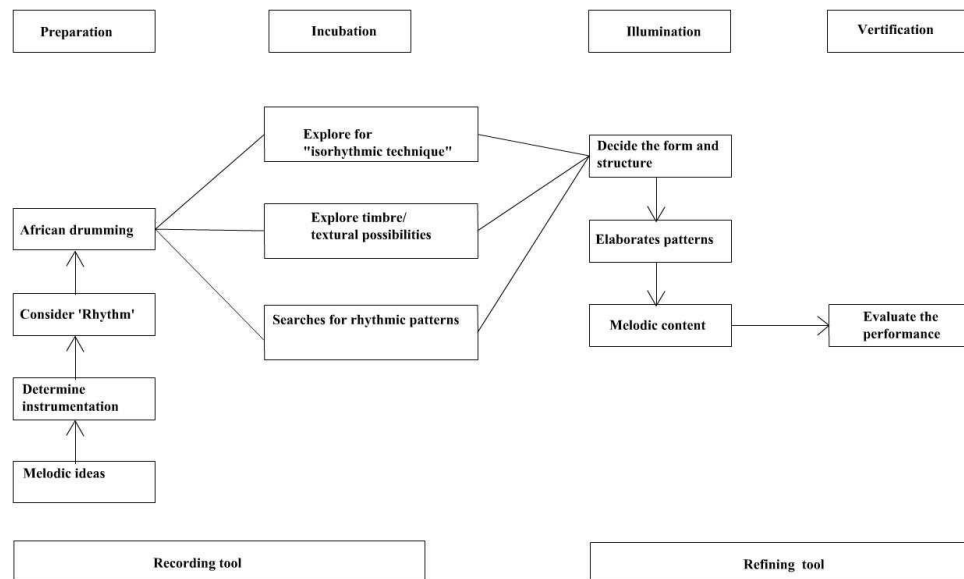 Preparation
Incubation
Illumination
Vertification
Explore for
"isorhythmic technique"
Decide the form and
structure
African drumming
Explore timbre/
textural possibilities
Elaborates patterns
Consider 'Rhythm'
Searches for rhythmic patterns
Melodic content
Evaluate the
performance
Determine
instrumentation
Melodic ideas
Recording tool
Refining tool